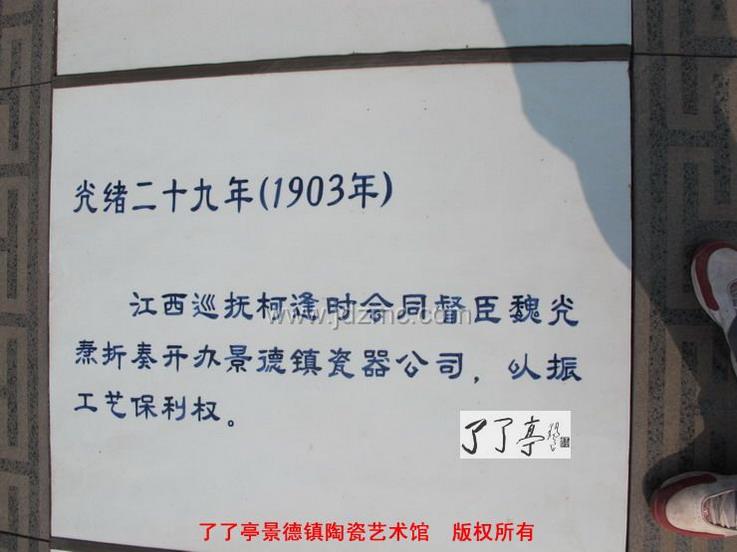 光绪二十九年(1903年)
江西巡抚柯逢时会同督臣魏光
焘折奏开办景德镇瓷器公司，以振
工艺保利权。
www.jdzmc.com
了了亭
了了亭景德镇陶瓷艺术馆 版权所有